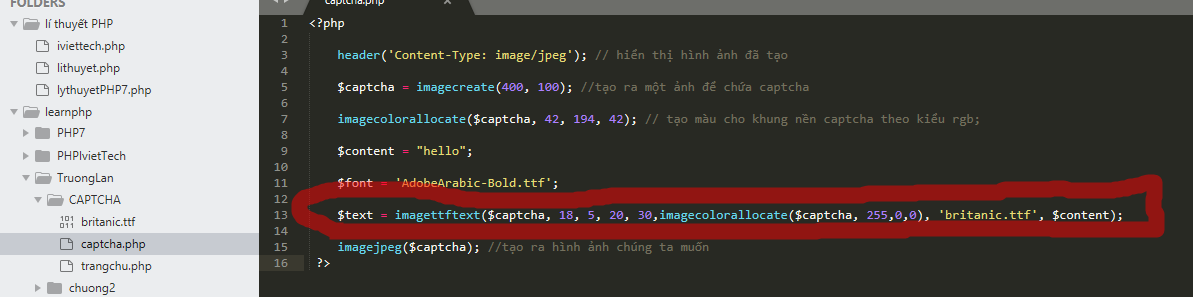 FOLDERS
lí thuyết PHP
iviettech.php
lithuyet.php
lythuyetPHP7.php
learnphp
PHP7
PHPIvietTech
TruongLan
CAPTCHA
britanic.ttf
captcha.php
trangchu.php
chuong2
captcha.php ×
1 <?php
2
3 header('Content-Type: image/jpeg'); // hiển thị hình ảnh đã tạo
4
5 $captcha = imagecreate(400, 100); //tạo ra một ảnh để chứa captcha
6
7 imagecolorallocate($captcha, 42, 194, 42); // tạo màu cho khung nền captcha theo kiểu rgb;
8
9 $content = "hello";
10
11 $font = 'AdobeArabic-Bold.ttf';
12
13 $text = imagettftext($captcha, 18, 5, 20, 30,imagecolorallocate($captcha, 255,0,0), 'britanic.ttf', $content);
14
15 imagejpeg($captcha); //tạo ra hình ảnh chúng ta muốn
16 ?>